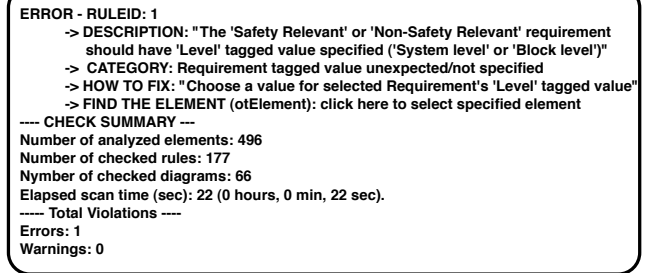 ERROR - RULEID: 1
-> DESCRIPTION: "The 'Safety Relevant' or 'Non-Safety Relevant' requirement
should have 'Level' tagged value specified ('System level' or 'Block level')"
-> CATEGORY: Requirement tagged value unexpected/not specified
-> HOW TO FIX: "Choose a value for selected Requirement's 'Level' tagged value"
-> FIND THE ELEMENT (otElement): click here to select specified element
---- CHECK SUMMARY ---
Number of analyzed elements: 496
Number of checked rules: 177
Nymber of checked diagrams: 66
Elapsed scan time (sec): 22 (0 hours, 0 min, 22 sec).
----- Total Violations ----
Errors: 1
Warnings: 0